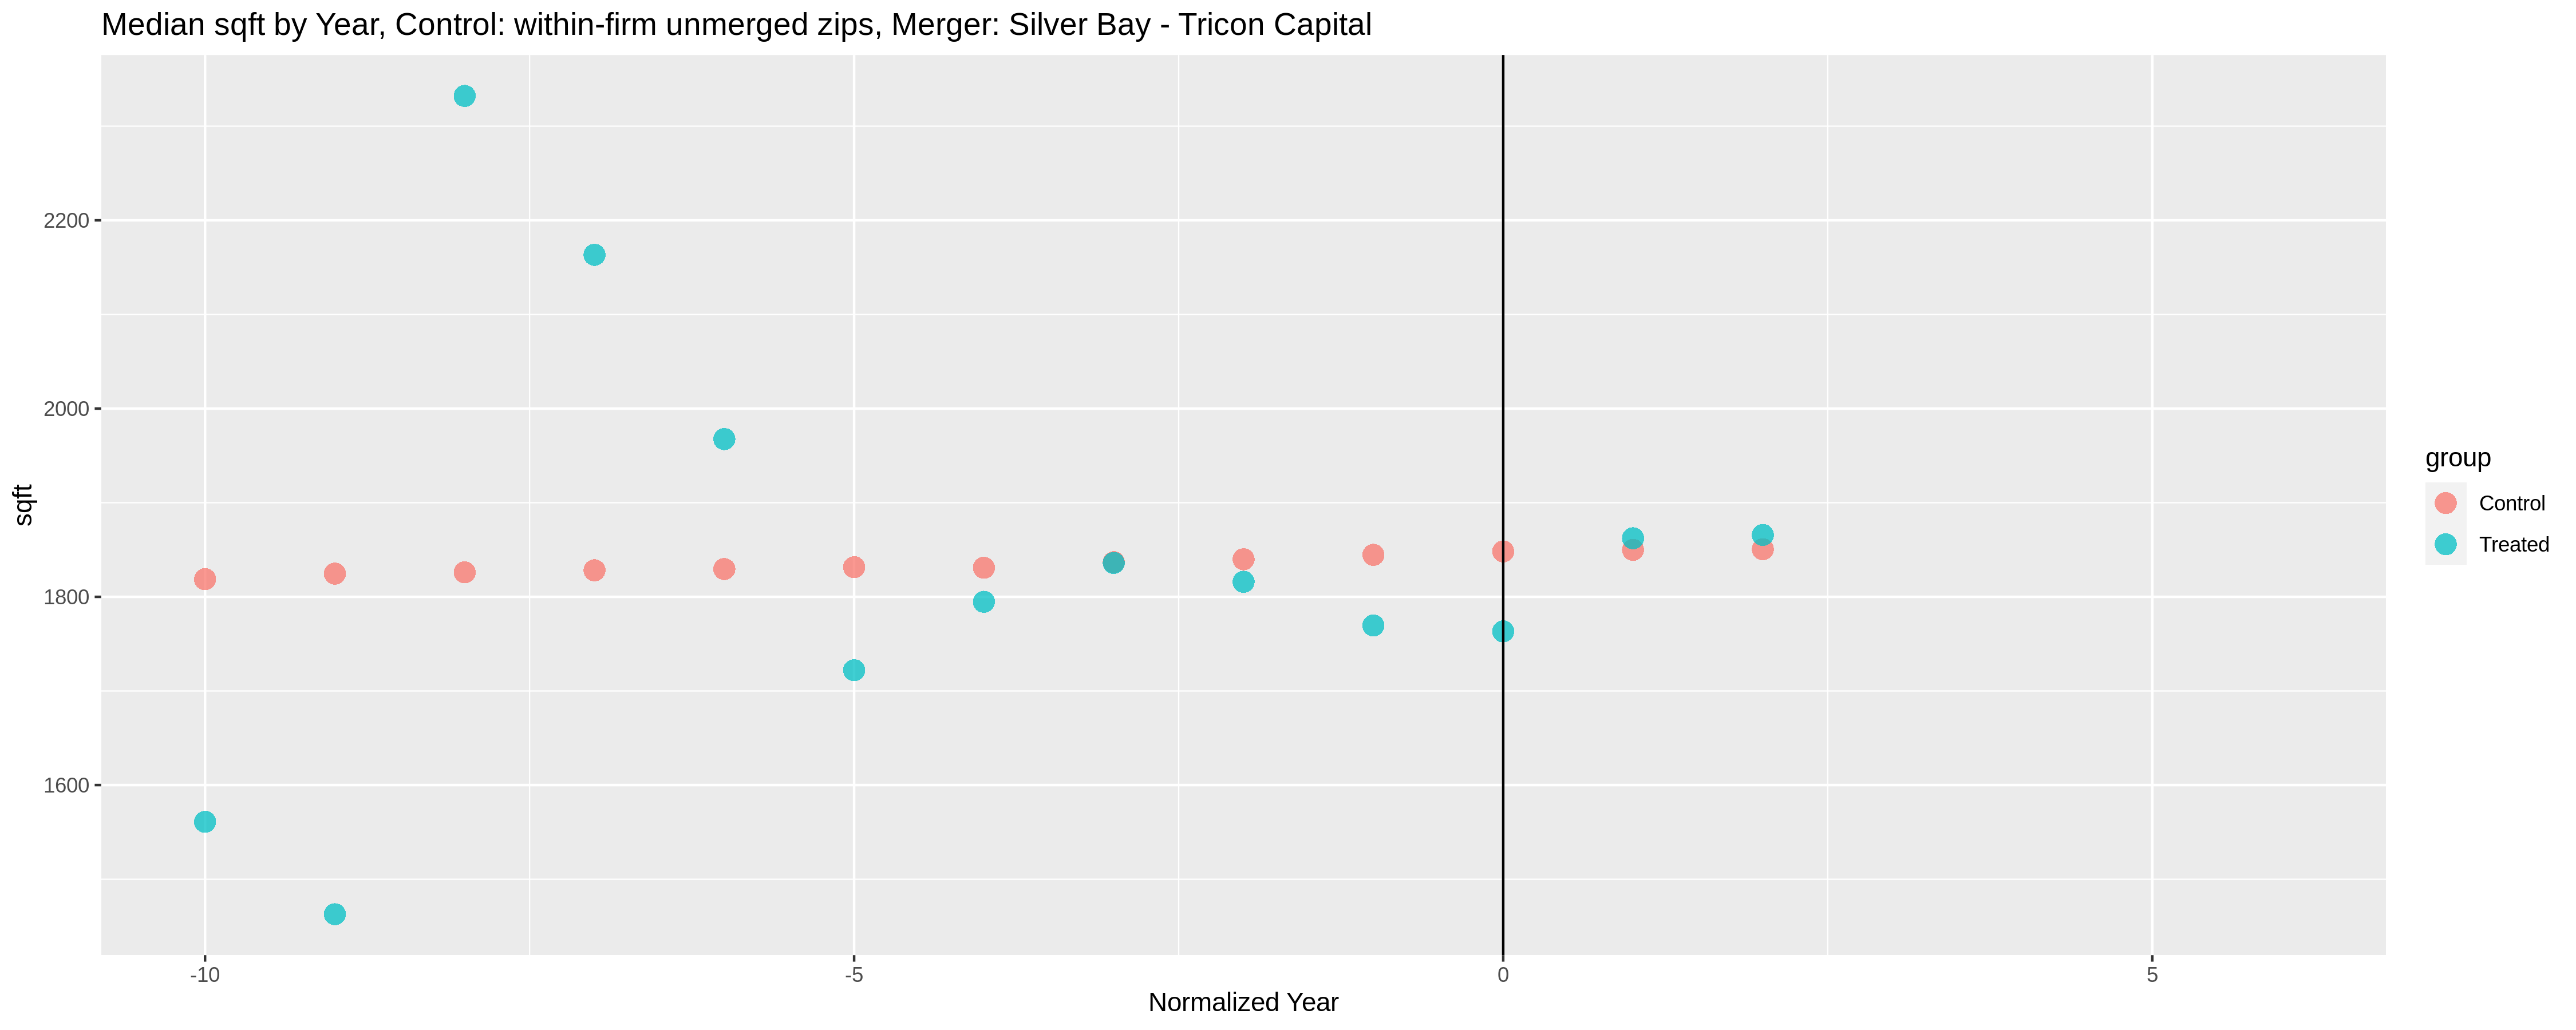 Median sqft by Year, Control: within-firm unmerged zips, Merger: Silver Bay - Tricon Capital
sqft
2200
2000
1800
1600
-10
-5
0
5
Normalized Year
group
Control
Treated